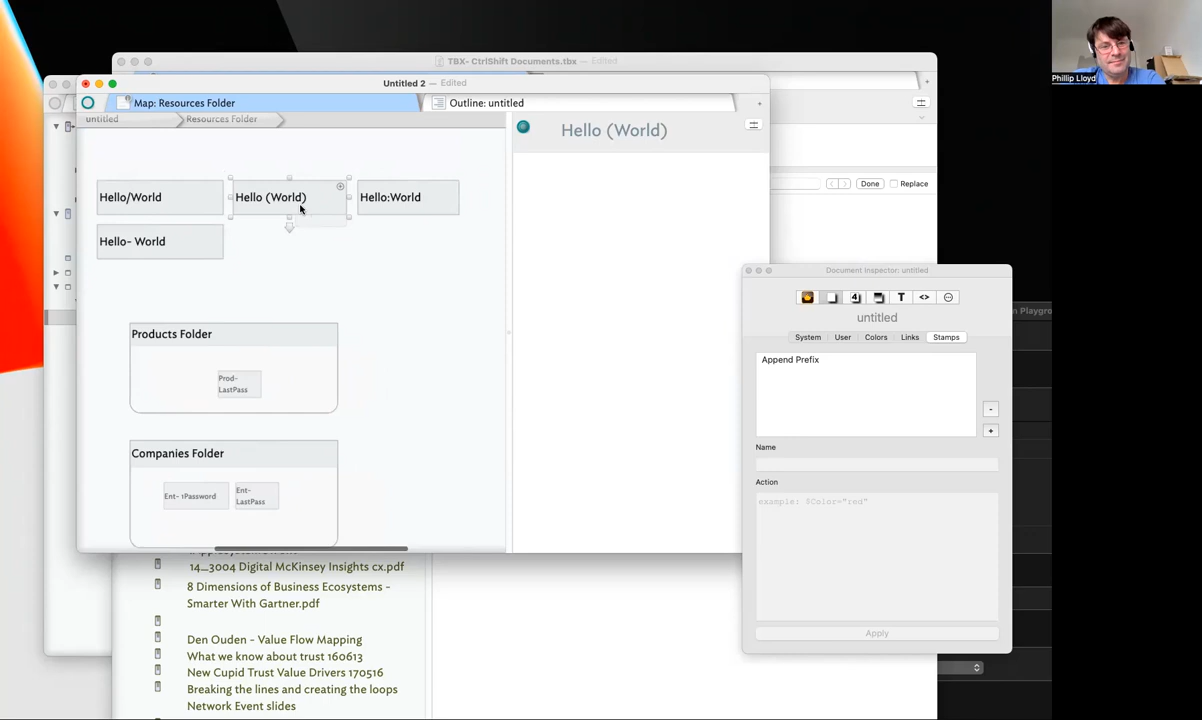 TBX- CtrlShift Documents.tbx — Edited
Phillip Lloyd
Untitled 2 — Edited
Map: Resources Folder
Outline: untitled
untitled
Resources Folder
Hello (World)
Hello/World
Hello (World)
Hello:World
Done
Replace
Hello- World
Document Inspector: untitled
untitled
System
User
Colors
Links
Stamps
Products Folder
Append Prefix
Prod-
LastPass
Companies Folder
Name
Ent- 1Password
Ent-
LastPass
Action
example: $Color="red"
14_3004 Digital McKinsey Insights cx.pdf
8 Dimensions of Business Ecosystems -
Smarter With Gartner.pdf
Apply
Den Ouden - Value Flow Mapping
What we know about trust 160613
New Cupid Trust Value Drivers 170516
Breaking the lines and creating the loops
Network Event slides